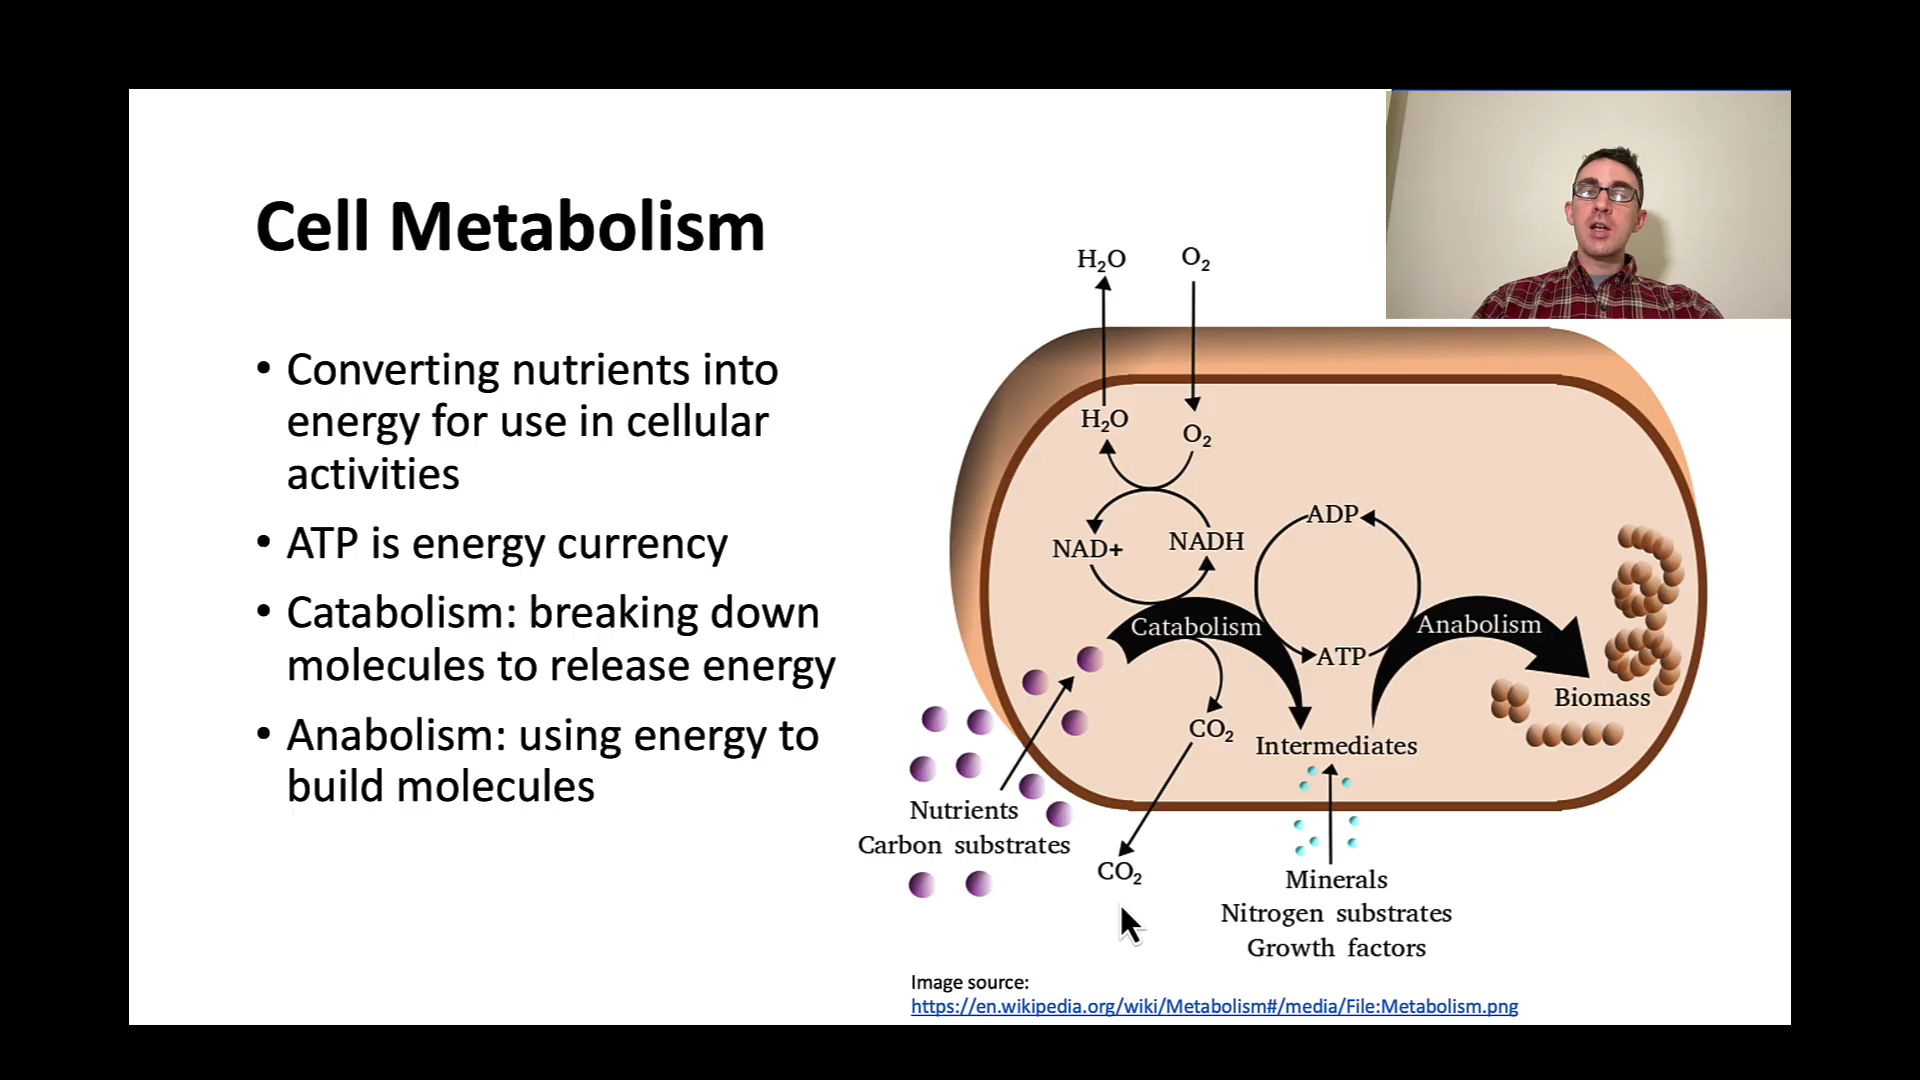 Cell Metabolism
• Converting nutrients into
energy for use in cellular
activities
• ATP is energy currency
• Catabolism: breaking down
molecules to release energy
• Anabolism: using energy to
build molecules
H₂O
O₂
H₂O
O₂
NAD+
NADH
ADP
Catabolism
ATP
Anabolism
Biomass
CO₂
Intermediates
Nutrients
Carbon substrates
CO₂
Minerals
Nitrogen substrates
Growth factors
Image source:
https://en.wikipedia.org/wiki/Metabolism#/media/File:Metabolism.png